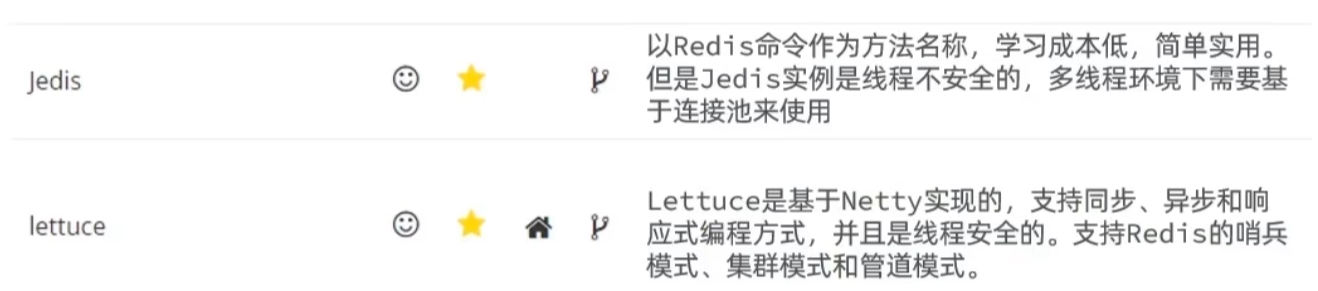 Jedis
以Redis命令作为方法名称，学习成本低，简单实用。
但是Jedis实例是线程不安全的，多线程环境下需要基
于连接池来使用
lettuce
Lettuce是基于Netty实现的，支持同步、异步和响
应式编程方式，并且是线程安全的。支持Redis的哨兵
模式、集群模式和管道模式。